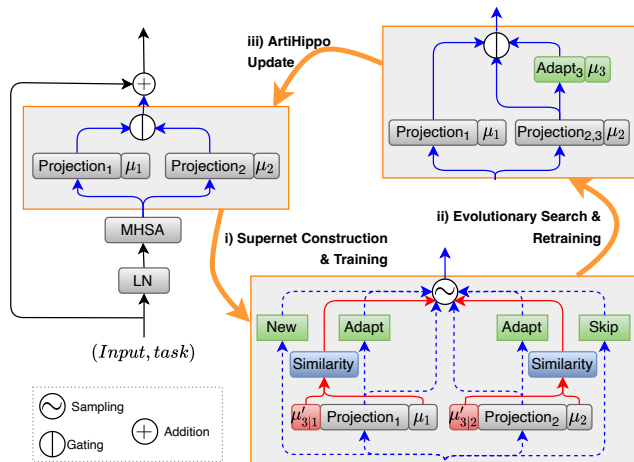 iii) ArtiHippo
Update
Adapt₃ μ₃
Projection₁ μ₁
Projection₂,₃ μ₂
Projection₁ μ₁
Projection₂ μ₂
MHSA
LN
(Input, task)
i) Supernet Construction
& Training
ii) Evolutionary Search &
Retraining
New
Adapt
Adapt
Skip
Similarity
Similarity
μ′₃|₁ Projection₁ μ₁
μ′₃|₂ Projection₂ μ₂
Sampling
Gating
Addition